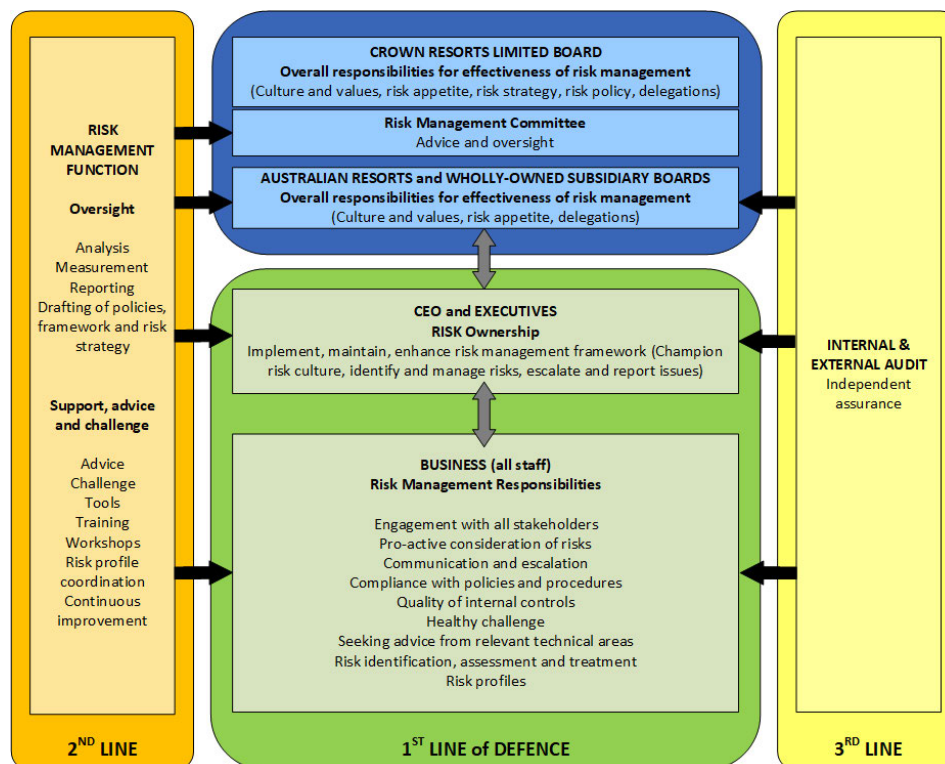 RISK
MANAGEMENT
FUNCTION
Oversight
Analysis
Measurement
Reporting
Drafting of policies,
framework and risk
strategy
Support, advice
and challenge
Advice
Challenge
Tools
Training
Workshops
Risk profile
coordination
Continuous
improvement
2ND LINE
CROWN RESORTS LIMITED BOARD
Overall responsibilities for effectiveness of risk management
(Culture and values, risk appetite, risk strategy, risk policy, delegations)
Risk Management Committee
Advice and oversight
AUSTRALIAN RESORTS and WHOLLY-OWNED SUBSIDIARY BOARDS
Overall responsibilities for effectiveness of risk management
(Culture and values, risk appetite, delegations)
CEO and EXECUTIVES
RISK Ownership
Implement, maintain, enhance risk management framework (Champion
risk culture, identify and manage risks, escalate and report issues)
BUSINESS (all staff)
Risk Management Responsibilities
Engagement with all stakeholders
Pro-active consideration of risks
Communication and escalation
Compliance with policies and procedures
Quality of internal controls
Healthy challenge
Seeking advice from relevant technical areas
Risk identification, assessment and treatment
Risk profiles
1ST LINE of DEFENCE
INTERNAL &
EXTERNAL AUDIT
Independent
assurance
3RD LINE